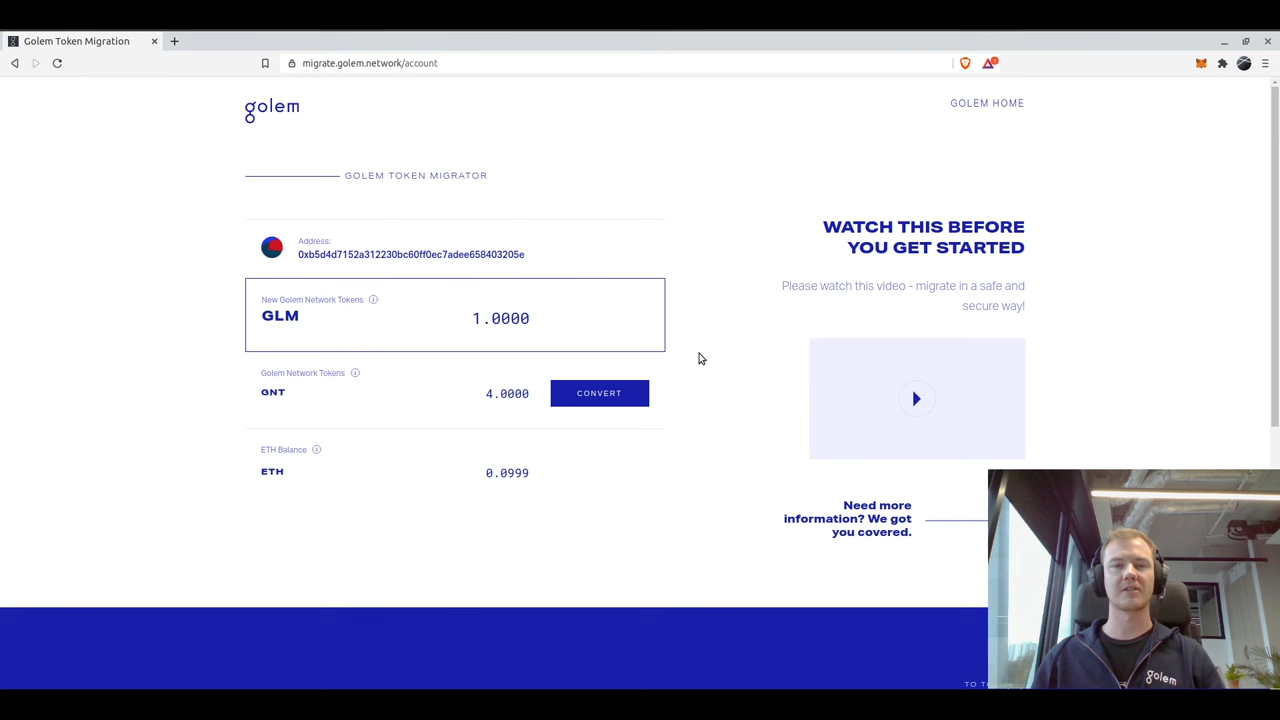 Golem Token Migration
migrate.golem.network/account
golem
GOLEM HOME
GOLEM TOKEN MIGRATOR
Address:
0xb5d4d7152a312230bc60ff0ec7adee658403205e
New Golem Network Tokens
GLM
1.0000
Golem Network Tokens
GNT
4.0000
CONVERT
ETH Balance
ETH
0.0999
WATCH THIS BEFORE
YOU GET STARTED
Please watch this video - migrate in a safe and
secure way!
Need more
information? We got
you covered.
golem